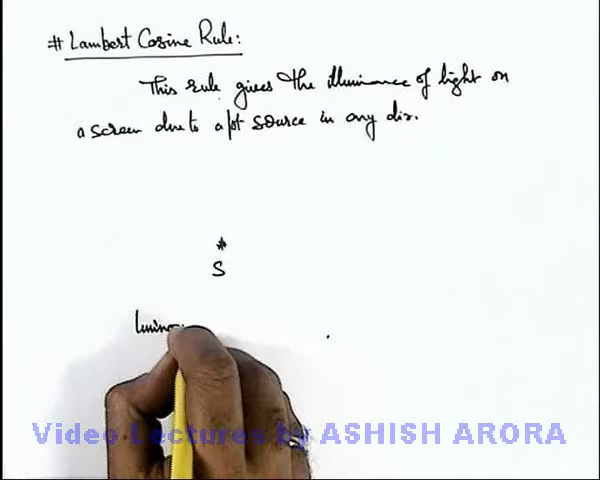 # Lambert Cosine Rule:
This rule gives the illuminance of light on
a screen due to a pt source in any dir.
*
S
Video Lectures by ASHISH ARORA